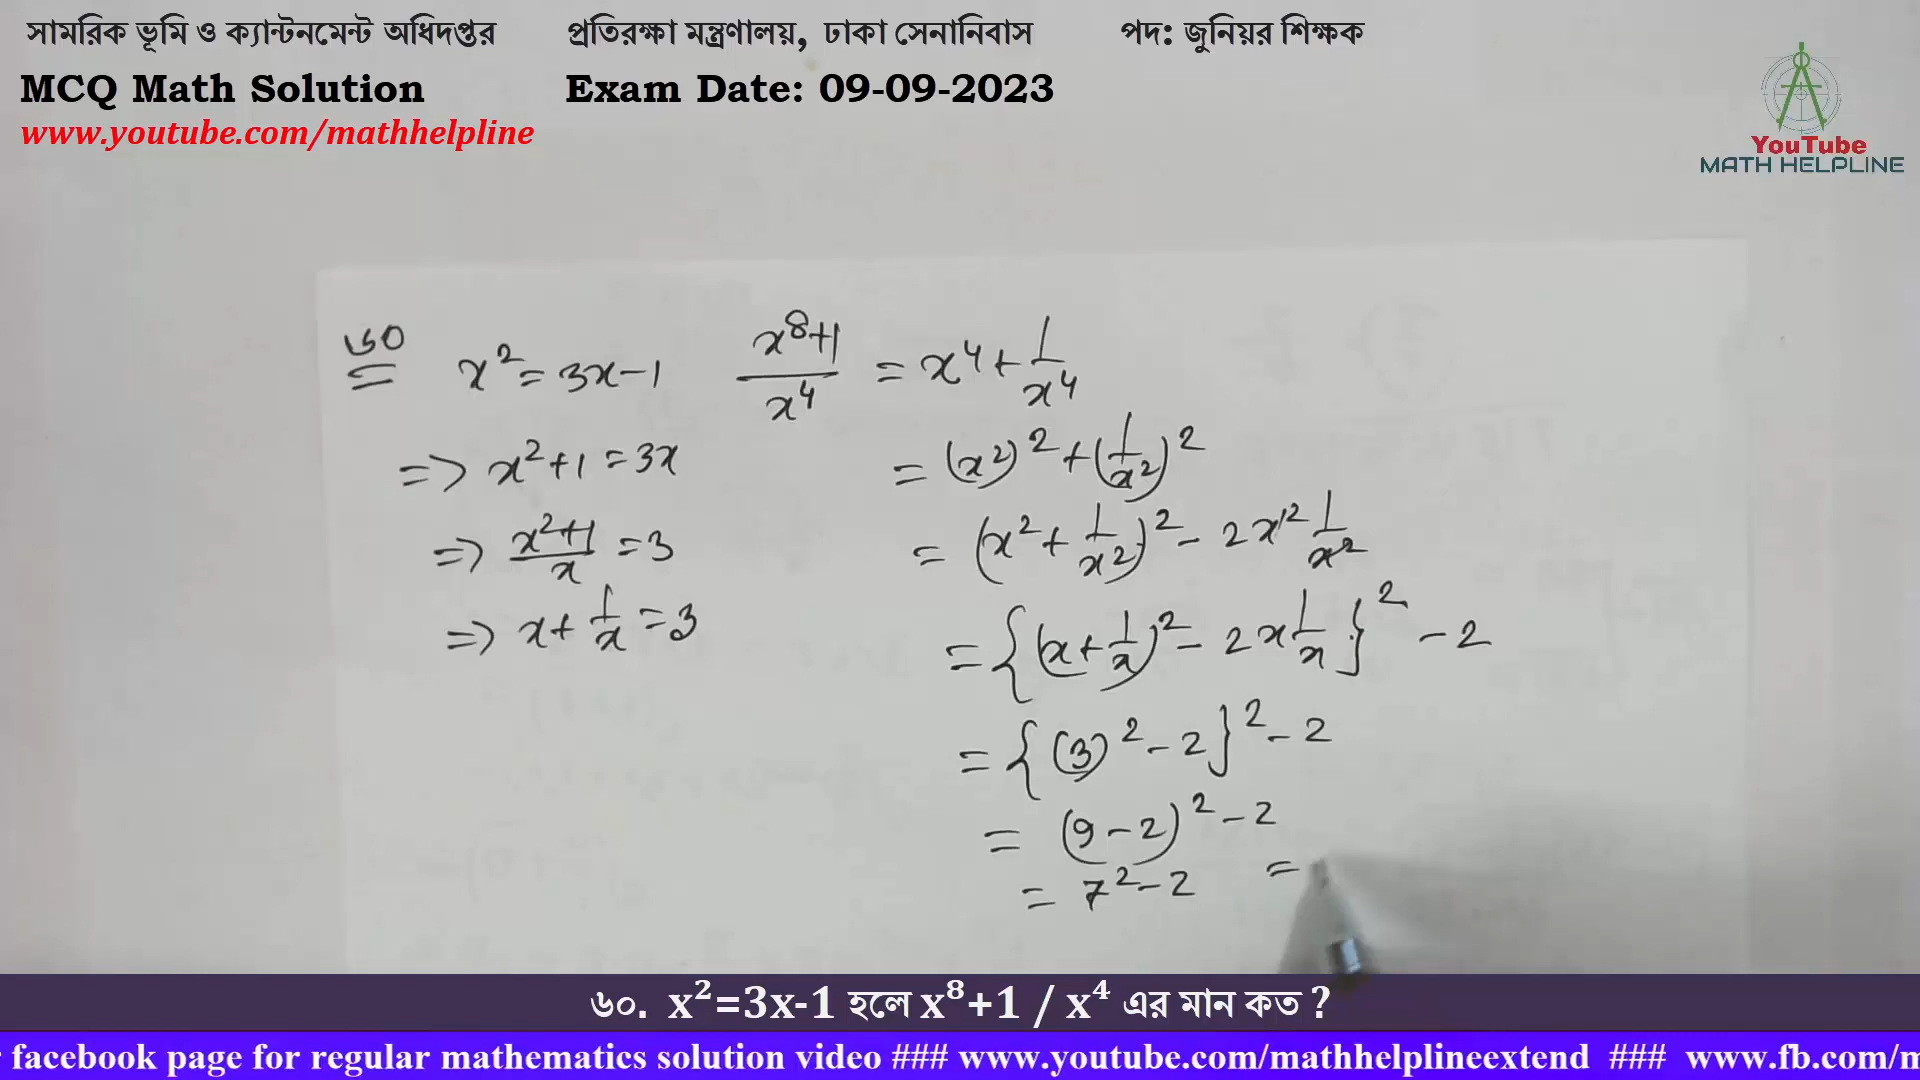 সামরিক ভূমি ও ক্যান্টনমেন্ট অধিদপ্তর প্রতিরক্ষা মন্ত্রণালয়, ঢাকা সেনানিবাস পদ: জুনিয়র শিক্ষক
MCQ Math Solution Exam Date: 09-09-2023
www.youtube.com/mathhelpline
YouTube
MATH HELPLINE
৬০
x² = 3x-1
=> x²+1 = 3x
=> (x²+1)/x = 3
=> x + 1/x = 3
(x⁸+1)/x⁴ = x⁴ + 1/x⁴
= (x²)² + (1/x²)²
= (x² + 1/x²)² - 2x² 1/x²
= {(x + 1/x)² - 2x 1/x}² - 2
= {(3)² - 2}² - 2
= (9-2)² - 2
= 7² - 2 =
৬০. x²=3x-1 হলে x⁸+1 / x⁴ এর মান কত ?
facebook page for regular mathematics solution video ### www.youtube.com/mathhelplineextend ### www.fb.com/m